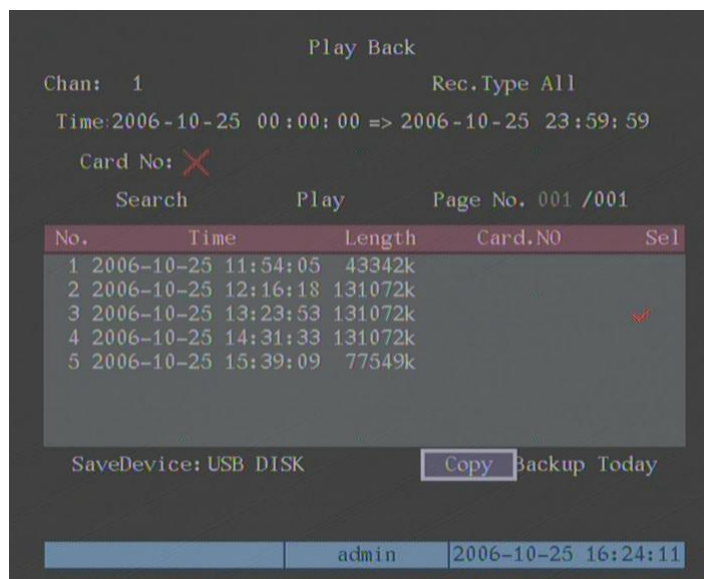 Play Back
Chan: 1 Rec.Type All
Time:2006-10-25 00:00:00 => 2006-10-25 23:59:59
Card No:
Search Play Page No. 001 /001
No. Time Length Card.NO Sel
1 2006-10-25 11:54:05 43342k
2 2006-10-25 12:16:18 131072k
3 2006-10-25 13:23:53 131072k
4 2006-10-25 14:31:33 131072k
5 2006-10-25 15:39:09 77549k
SaveDevice: USB DISK Copy Backup Today
admin 2006-10-25 16:24:11